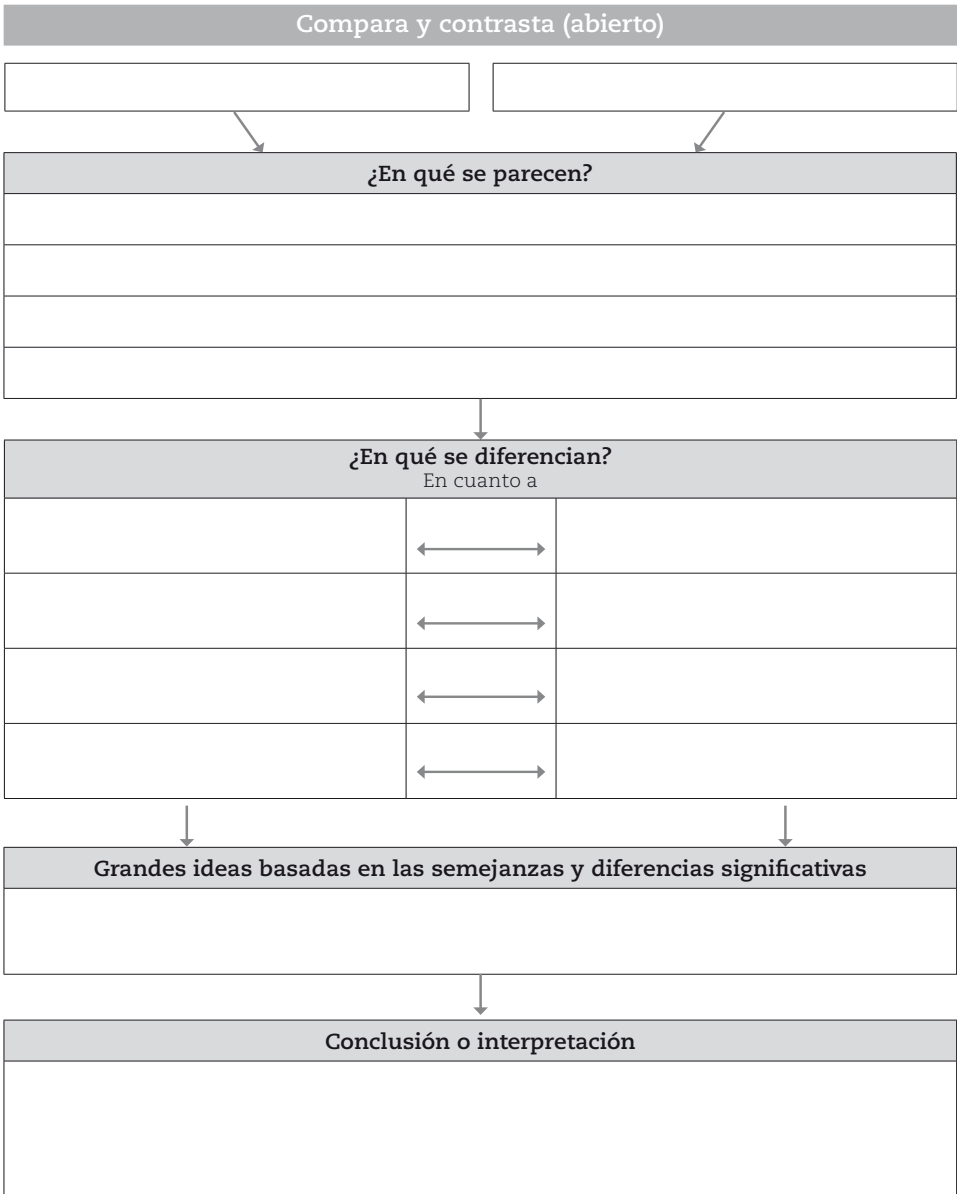 Compara y contrasta (abierto)
¿En qué se parecen?
¿En qué se diferencian?
En cuanto a
Grandes ideas basadas en las semejanzas y diferencias significativas
Conclusión o interpretación